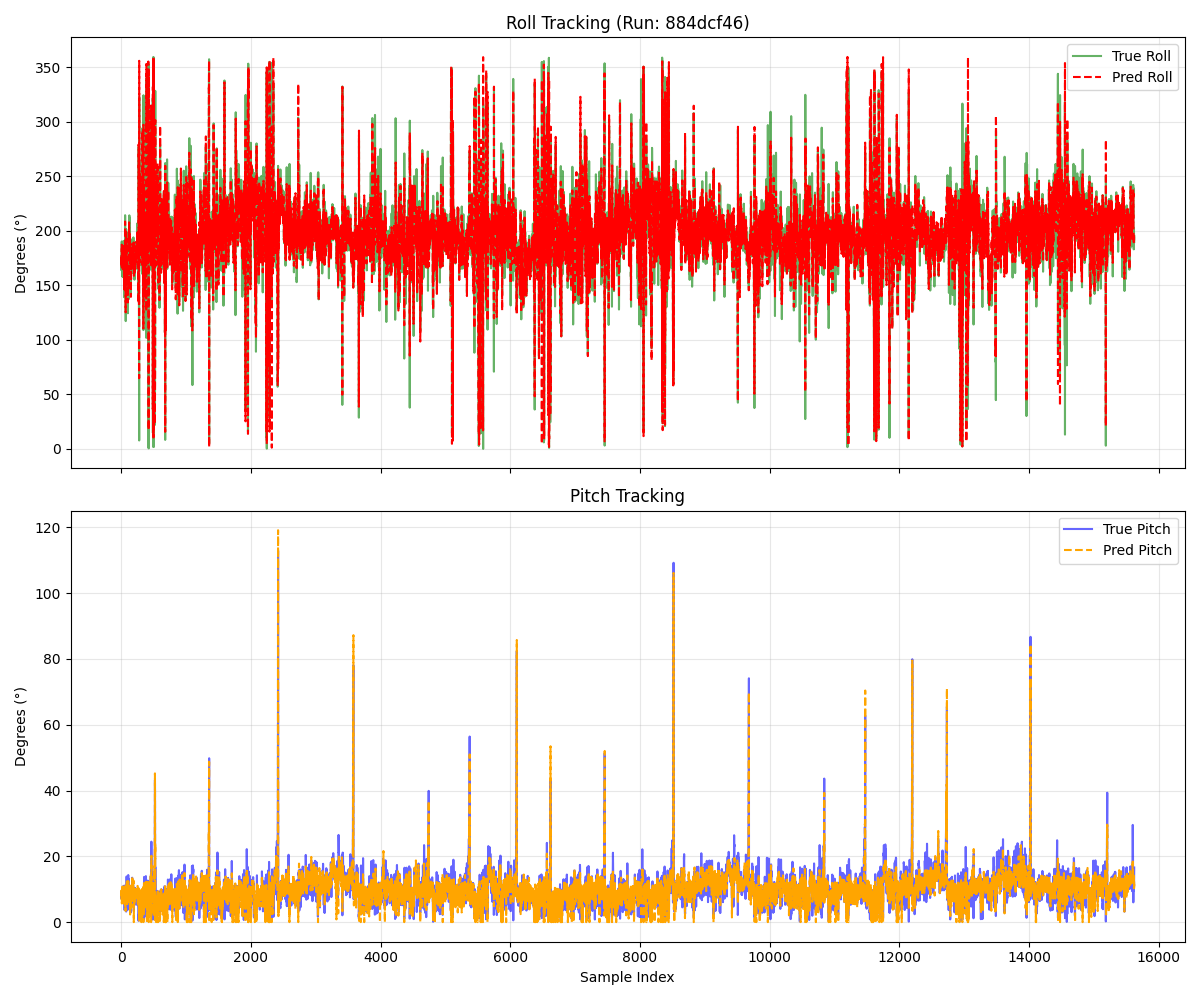 Roll Tracking (Run: 884dcf46)
Degrees (°)
350
300
250
200
150
100
50
0
True Roll
Pred Roll
Pitch Tracking
Degrees (°)
120
100
80
60
40
20
0
True Pitch
Pred Pitch
0 2000 4000 6000 8000 10000 12000 14000 16000
Sample Index